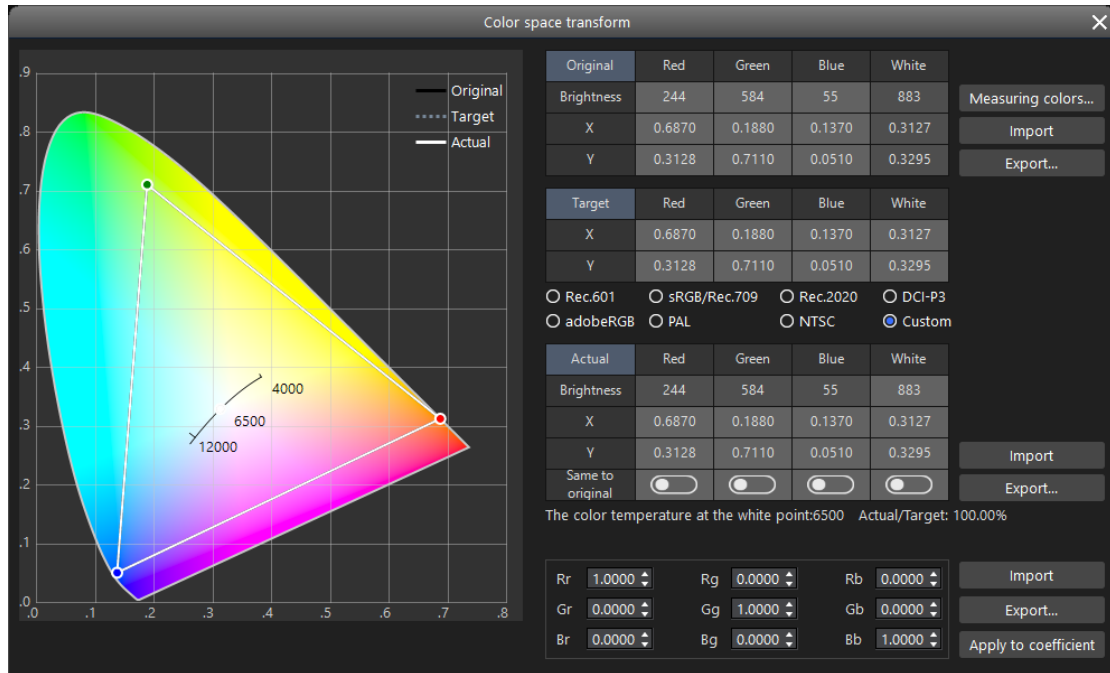 Color space transform
.9
.8
.7
.6
.5
.4
.3
.2
.1
.0
.0 .1 .2 .3 .4 .5 .6 .7 .8
Original
Target
Actual
4000
6500
12000
Original Red Green Blue White
Brightness 244 584 55 883
X 0.6870 0.1880 0.1370 0.3127
Y 0.3128 0.7110 0.0510 0.3295
Measuring colors...
Import
Export...
Target Red Green Blue White
X 0.6870 0.1880 0.1370 0.3127
Y 0.3128 0.7110 0.0510 0.3295
Rec.601 sRGB/Rec.709 Rec.2020 DCI-P3
adobeRGB PAL NTSC Custom
Actual Red Green Blue White
Brightness 244 584 55 883
X 0.6870 0.1880 0.1370 0.3127
Y 0.3128 0.7110 0.0510 0.3295
Same to
original
Import
Export...
The color temperature at the white point:6500 Actual/Target: 100.00%
Rr 1.0000 Rg 0.0000 Rb 0.0000
Gr 0.0000 Gg 1.0000 Gb 0.0000
Br 0.0000 Bg 0.0000 Bb 1.0000
Import
Export...
Apply to coefficient